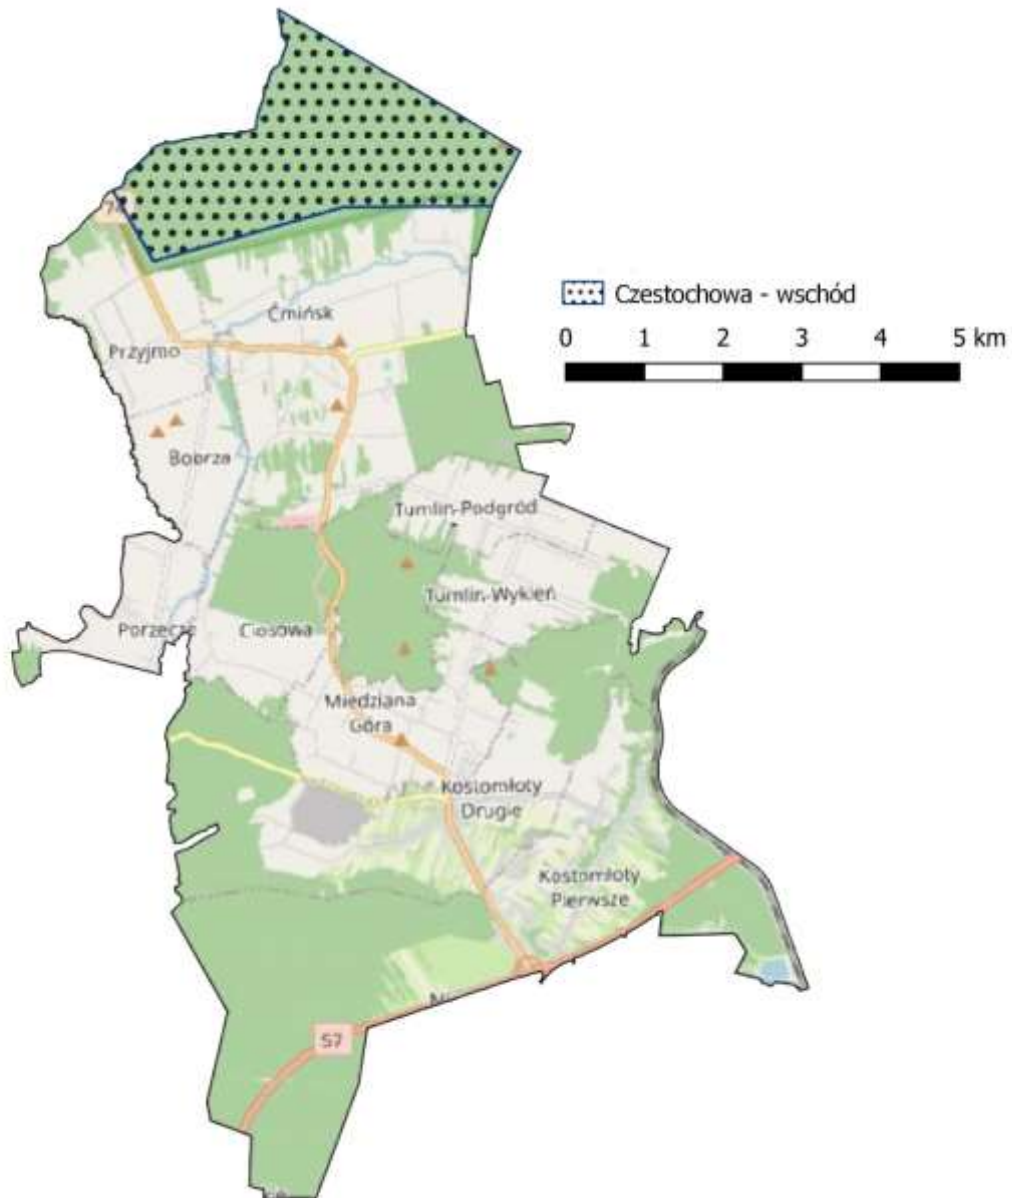 Czestochowa - wschód
0 1 2 3 4 5 km
Ćmińsk
Przyjmo
Bobrza
Tumlin-Podgród
Tumlin-Wykień
Porzecze
Ciosowa
Miedziana
Góra
Kostomłoty
Drugie
Kostomłoty
Pierwsze
S7